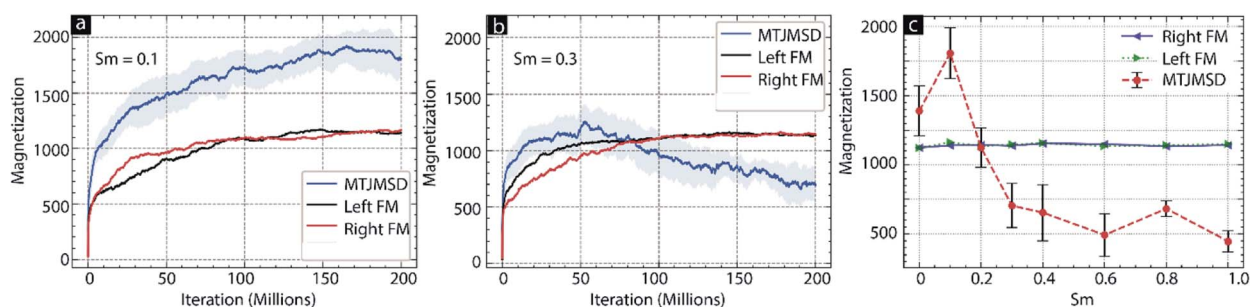 a
Sm = 0.1
Magnetization
2000
1500
1000
500
0
0 50 100 150 200
Iteration (Millions)
MTJMSD
Left FM
Right FM
b
Sm = 0.3
Magnetization
2000
1500
1000
500
0
0 50 100 150 200
Iteration (Millions)
MTJMSD
Left FM
Right FM
c
Magnetization
2000
1500
1000
500
0 0.2 0.4 0.6 0.8 1.0
Sm
Right FM
Left FM
MTJMSD